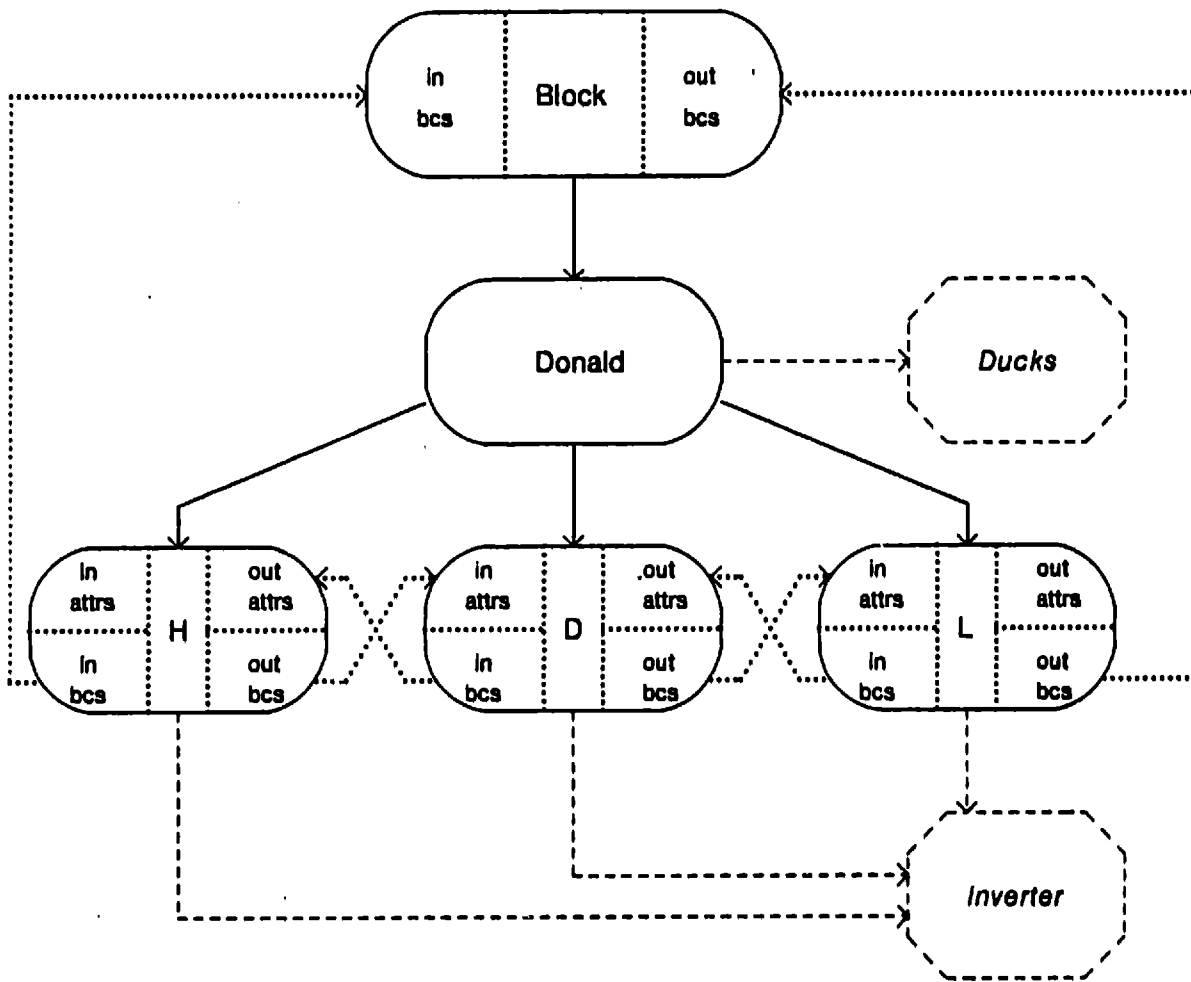 in
bcs
Block
out
bcs
Donald
Ducks
in
attrs
in
bcs
H
out
attrs
out
bcs
in
attrs
in
bcs
D
out
attrs
out
bcs
in
attrs
in
bcs
L
out
attrs
out
bcs
Inverter